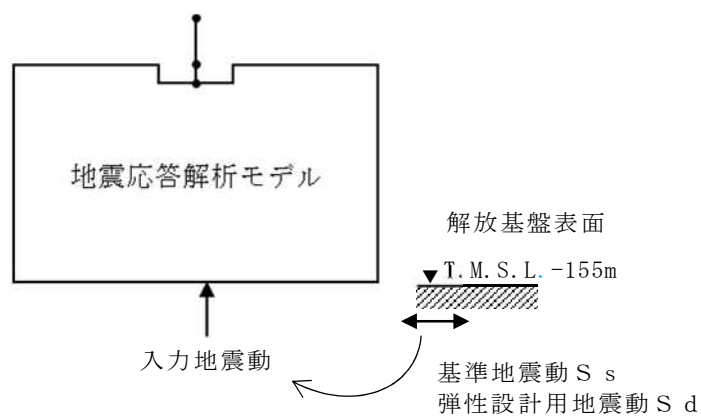 地震応答解析モデル
解放基盤表面
T.M.S.L.-155m
入力地震動
基準地震動Ｓｓ
弾性設計用地震動Ｓｄ